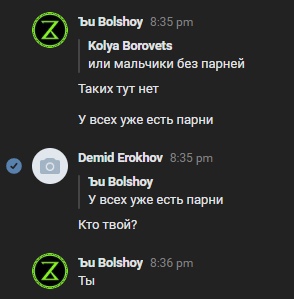 Ъu Bolshoy 8:35 pm
Kolya Borovets
или мальчики без парней
Таких тут нет
У всех уже есть парни
Demid Erokhov 8:35 pm
Ъu Bolshoy
У всех уже есть парни
Кто твой?
Ъu Bolshoy 8:36 pm
Ты